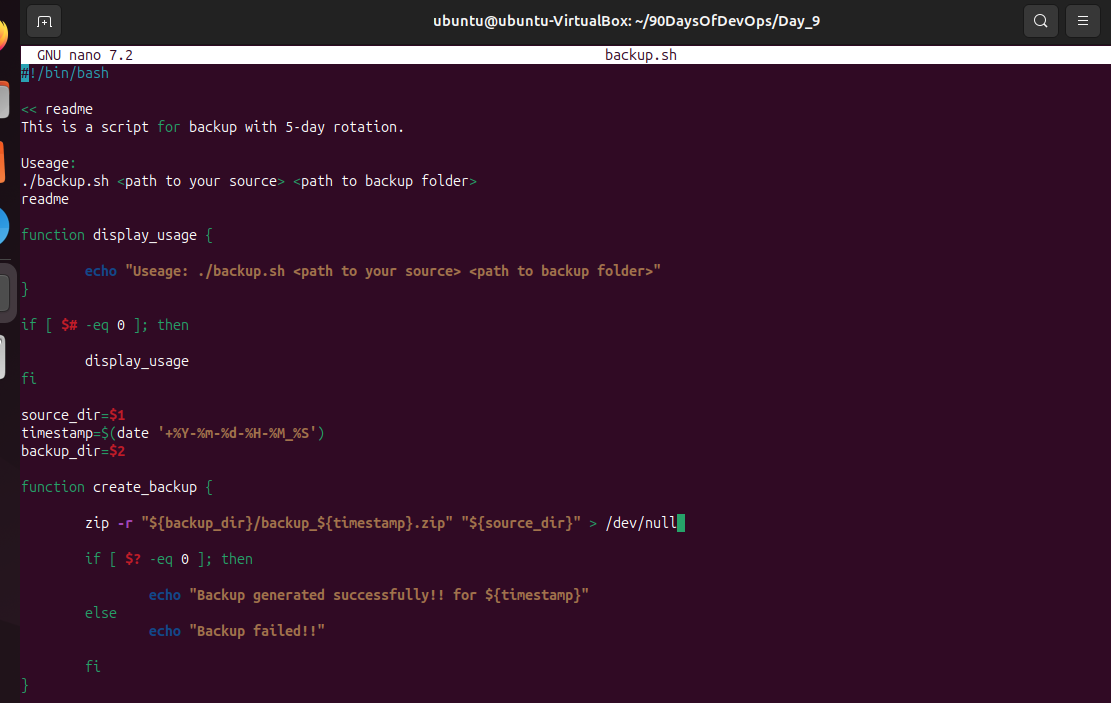 ubuntu@ubuntu-VirtualBox: ~/90DaysOfDevOps/Day_9
GNU nano 7.2 backup.sh
#!/bin/bash
<< readme
This is a script for backup with 5-day rotation.
Useage:
./backup.sh <path to your source> <path to backup folder>
readme
function display_usage {
echo "Useage: ./backup.sh <path to your source> <path to backup folder>"
}
if [ $# -eq 0 ]; then
display_usage
fi
source_dir=$1
timestamp=$(date '+%Y-%m-%d-%H-%M_%S')
backup_dir=$2
function create_backup {
zip -r "${backup_dir}/backup_${timestamp}.zip" "${source_dir}" > /dev/null
if [ $? -eq 0 ]; then
echo "Backup generated successfully!! for ${timestamp}"
else
echo "Backup failed!!"
fi
}